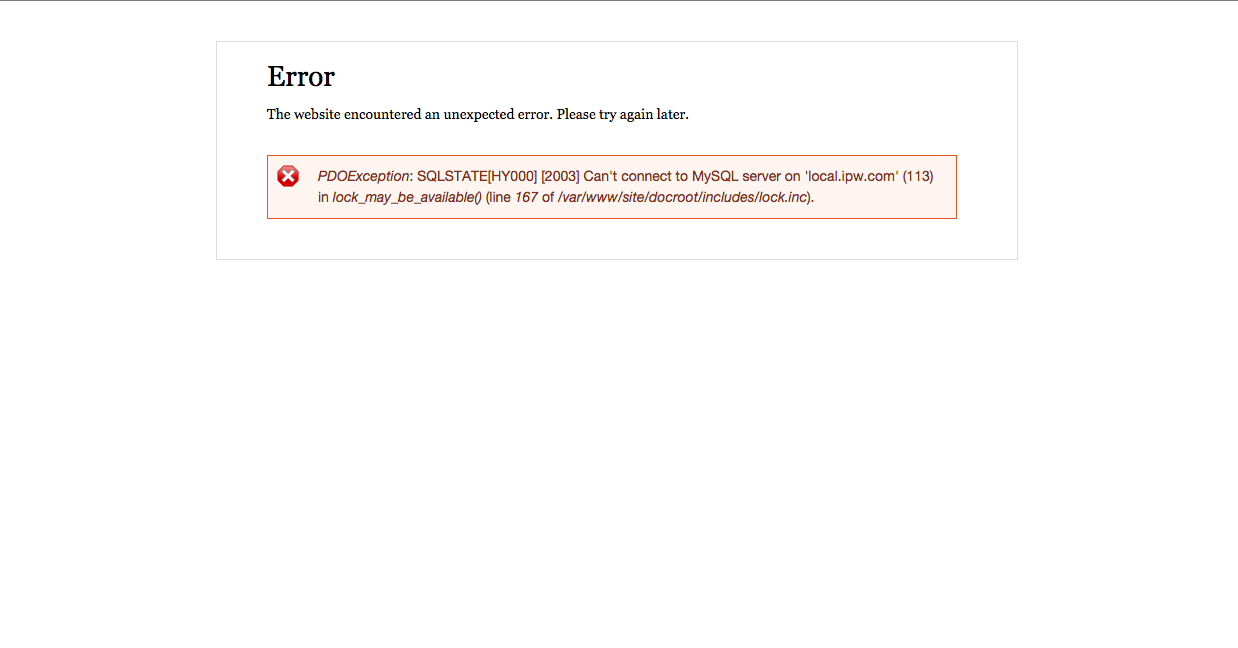 Error
The website encountered an unexpected error. Please try again later.
PDOException: SQLSTATE[HY000] [2003] Can't connect to MySQL server on 'local.ipw.com' (113)
in lock_may_be_available() (line 167 of /var/www/site/docroot/includes/lock.inc).